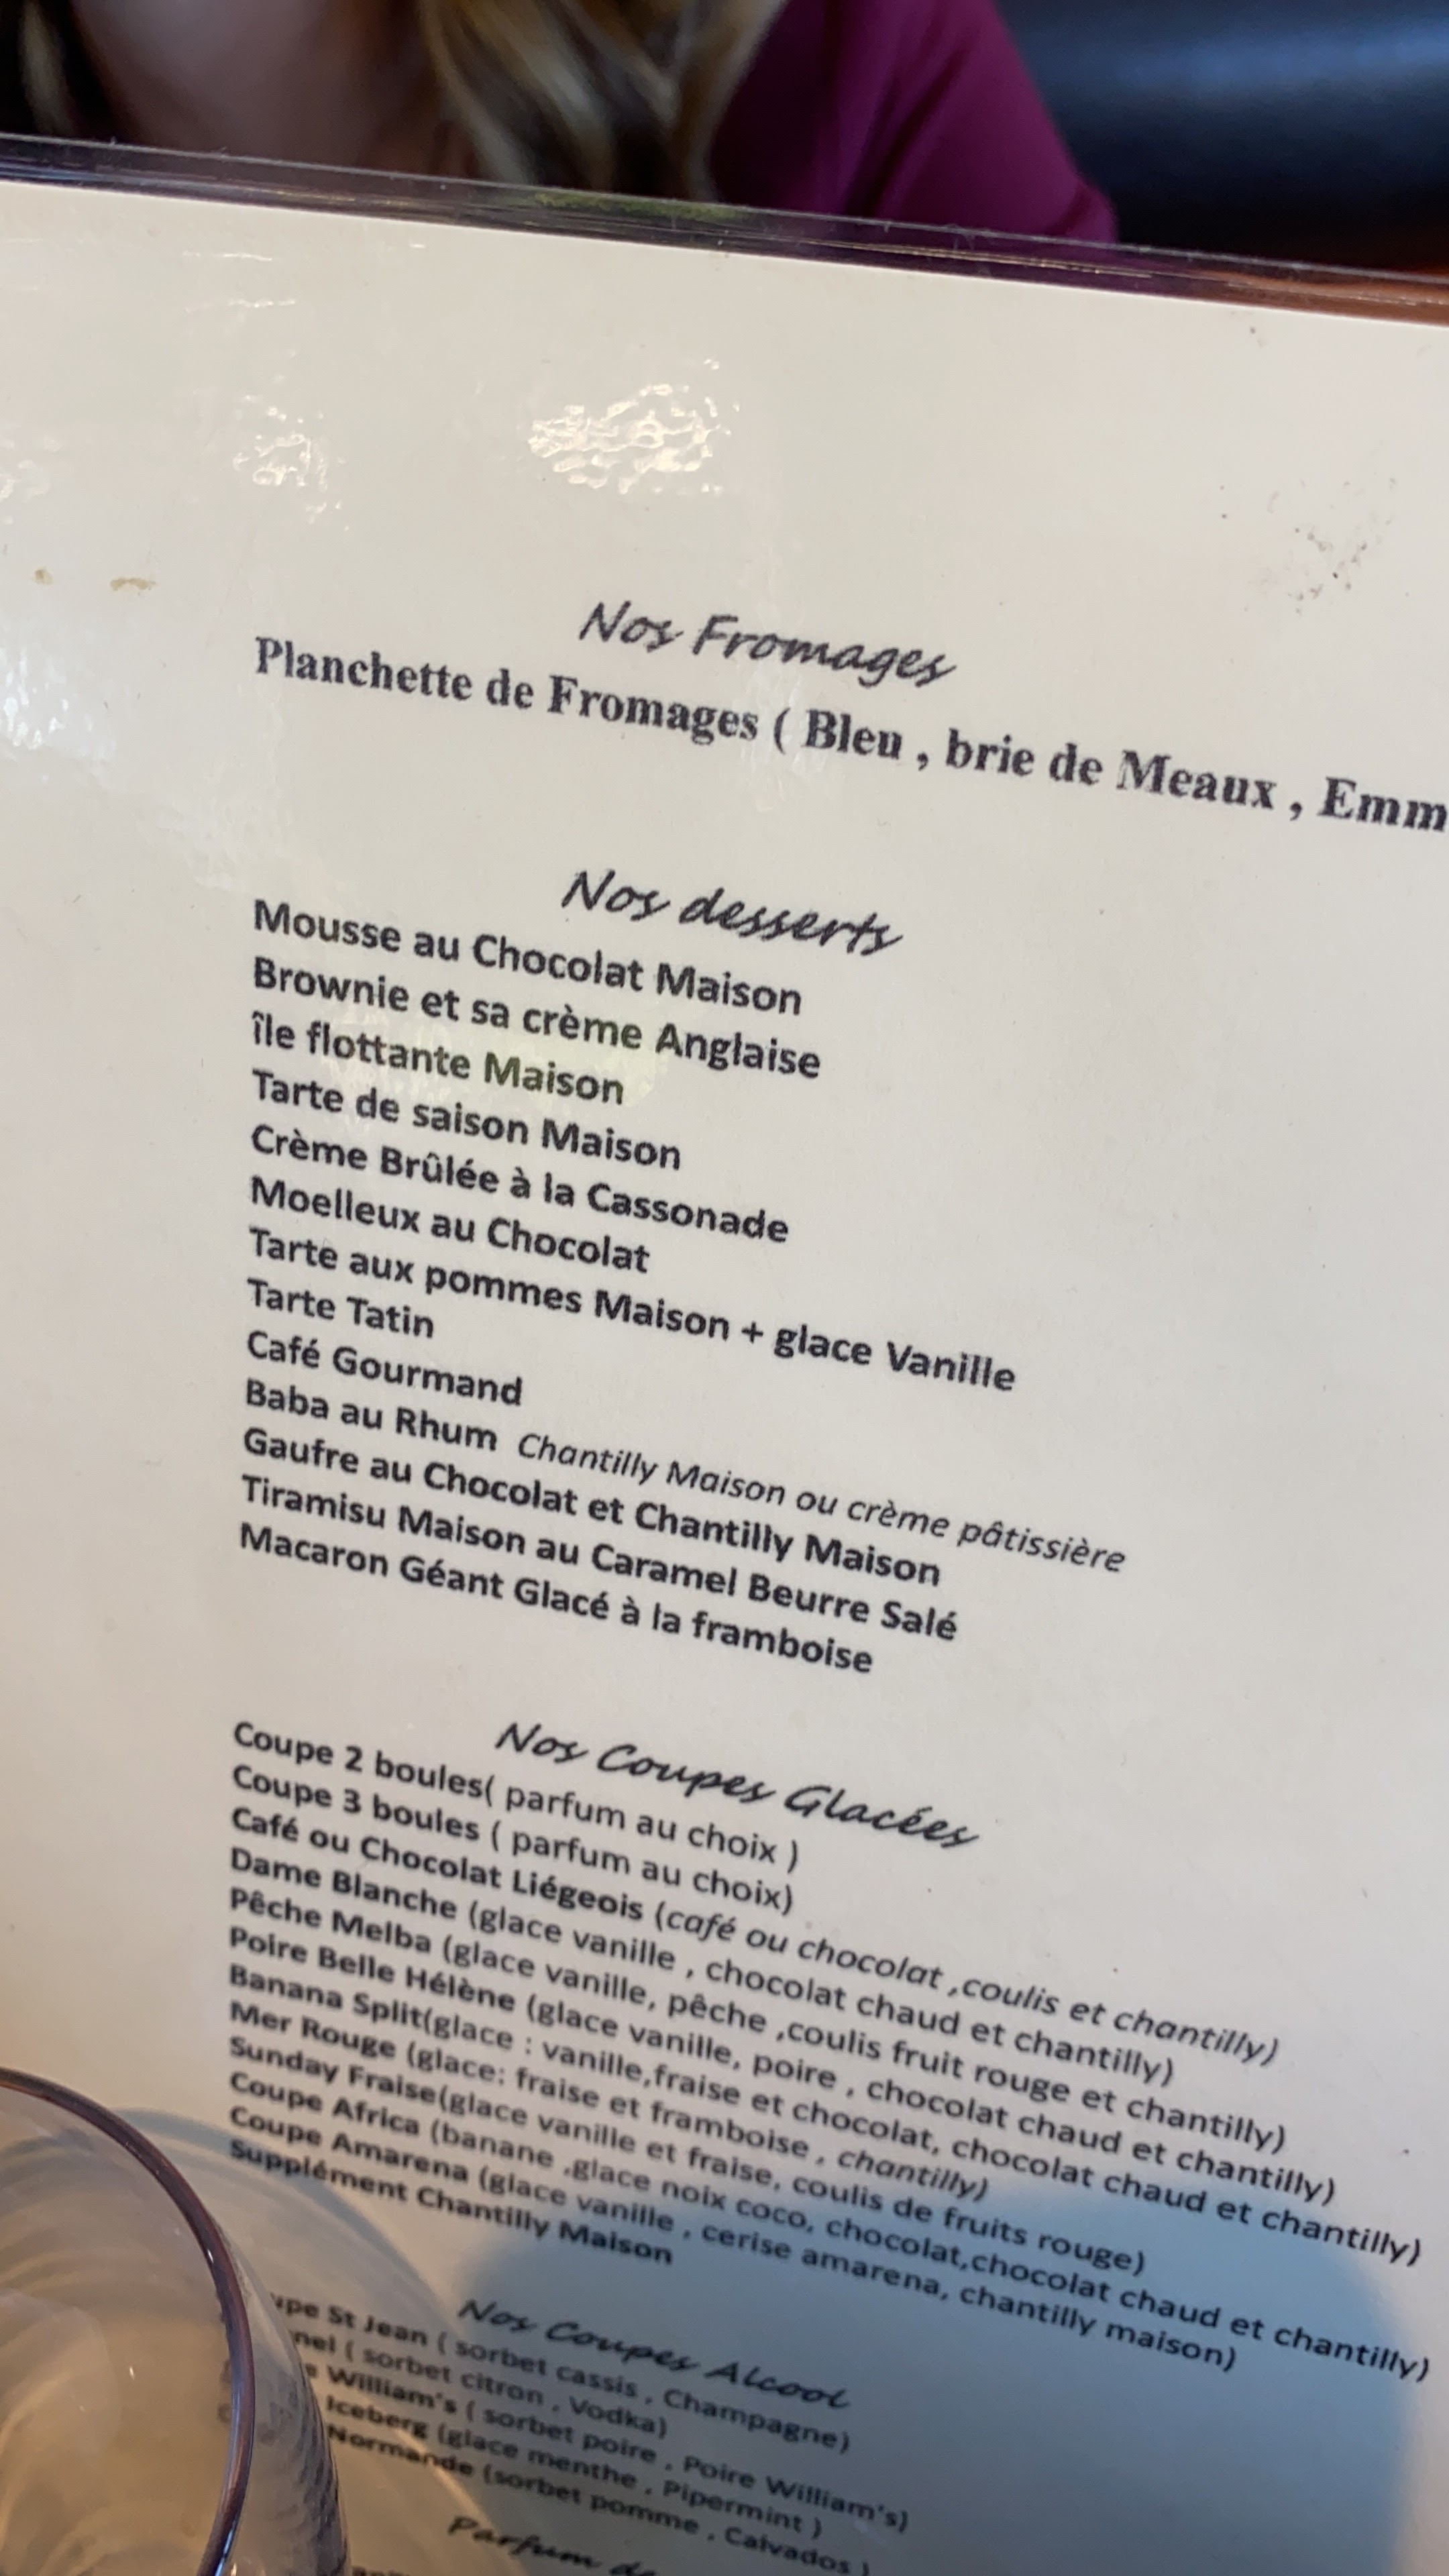 Nos Fromages
Planchette de Fromages ( Bleu , brie de Meaux , Emm
Nos desserts
Mousse au Chocolat Maison
Brownie et sa crème Anglaise
île flottante Maison
Tarte de saison Maison
Crème Brûlée à la Cassonade
Moelleux au Chocolat
Tarte aux pommes Maison + glace Vanille
Tarte Tatin
Café Gourmand
Baba au Rhum Chantilly Maison ou crème pâtissière
Gaufre au Chocolat et Chantilly Maison
Tiramisu Maison au Caramel Beurre Salé
Macaron Géant Glacé à la framboise
Nos Coupes Glacées
Coupe 2 boules( parfum au choix )
Coupe 3 boules ( parfum au choix)
Café ou Chocolat Liégeois (café ou chocolat ,coulis et chantilly)
Dame Blanche (glace vanille , chocolat chaud et chantilly)
Pêche Melba (glace vanille, pêche ,coulis fruit rouge et chantilly)
Poire Belle Hélène (glace vanille, poire , chocolat chaud et chantilly)
Banana Split(glace : vanille,fraise et chocolat, chocolat chaud et chantilly)
Mer Rouge (glace: fraise et framboise , chantilly)
Sunday Fraise(glace vanille et fraise, coulis de fruits rouge)
Coupe Africa (banane ,glace noix coco, chocolat,chocolat chaud et chantilly)
Coupe Amarena (glace vanille , cerise amarena, chantilly maison)
Supplément Chantilly Maison
Nos Coupes Alcool
upe St Jean ( sorbet cassis , Champagne)
nel ( sorbet citron , Vodka)
William's ( sorbet poire , Poire William's)
Iceberg (glace menthe , Pipermint )
Normande (sorbet pomme , Calvados )
Parfum de